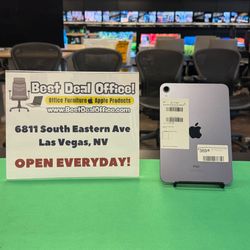 Best Deal Office!
Office Furniture Apple Products
www.BestDealOffice.com
6811 South Eastern Ave
Las Vegas, NV
OPEN EVERYDAY!
iPad